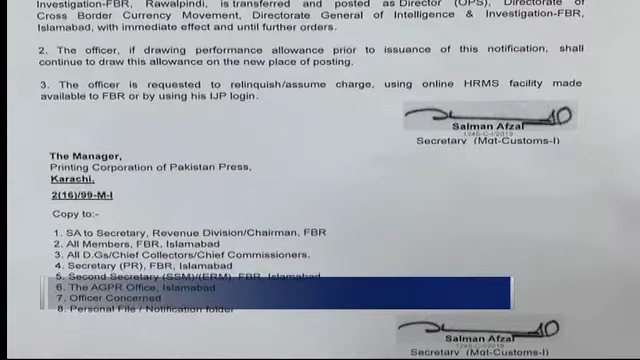 Investigation-FBR, Rawalpindi, is transferred and posted as Director (OPS), Directorate of
Cross Border Currency Movement, Directorate General of Intelligence & Investigation-FBR,
Islamabad, with immediate effect and until further orders.
2. The officer, if drawing performance allowance prior to issuance of this notification, shall
continue to draw this allowance on the new place of posting.
3. The officer is requested to relinquish/assume charge, using online HRMS facility made
available to FBR or by using his IJP login.
Salman Afzal
Secretary (Mgt-Customs-I)
The Manager,
Printing Corporation of Pakistan Press,
Karachi.
2(16)/99-M-I
Copy to:-
1. SA to Secretary, Revenue Division/Chairman, FBR
2. All Members, FBR, Islamabad
3. All D.Gs/Chief Collectors/Chief Commissioners.
4. Secretary (PR), FBR, Islamabad
5. Second Secretary (SSM)/(ERM), FBR, Islamabad
6. The AGPR Office, Islamabad
7. Officer Concerned
8. Personal File / Notification folder
Salman Afzal
Secretary (Mgt-Customs-I)